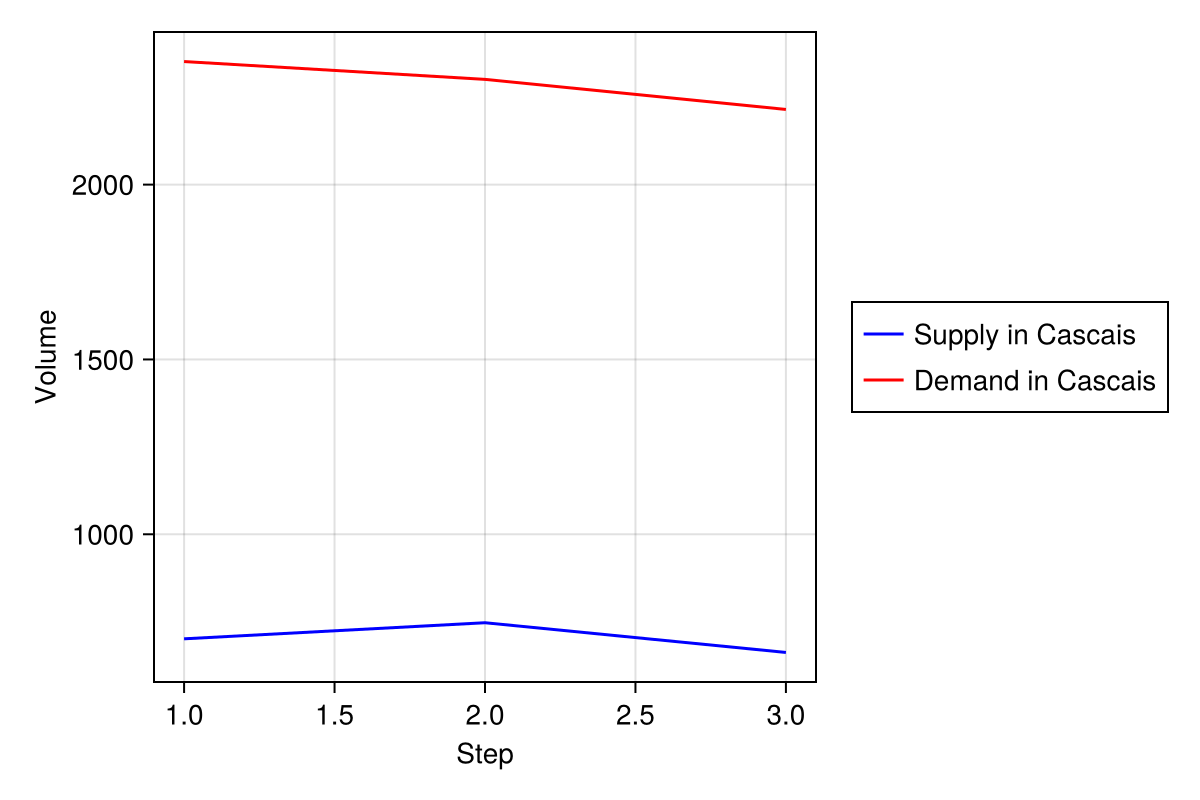 2000
1500
1000
Volume
1.0 1.5 2.0 2.5 3.0
Step
Supply in Cascais
Demand in Cascais